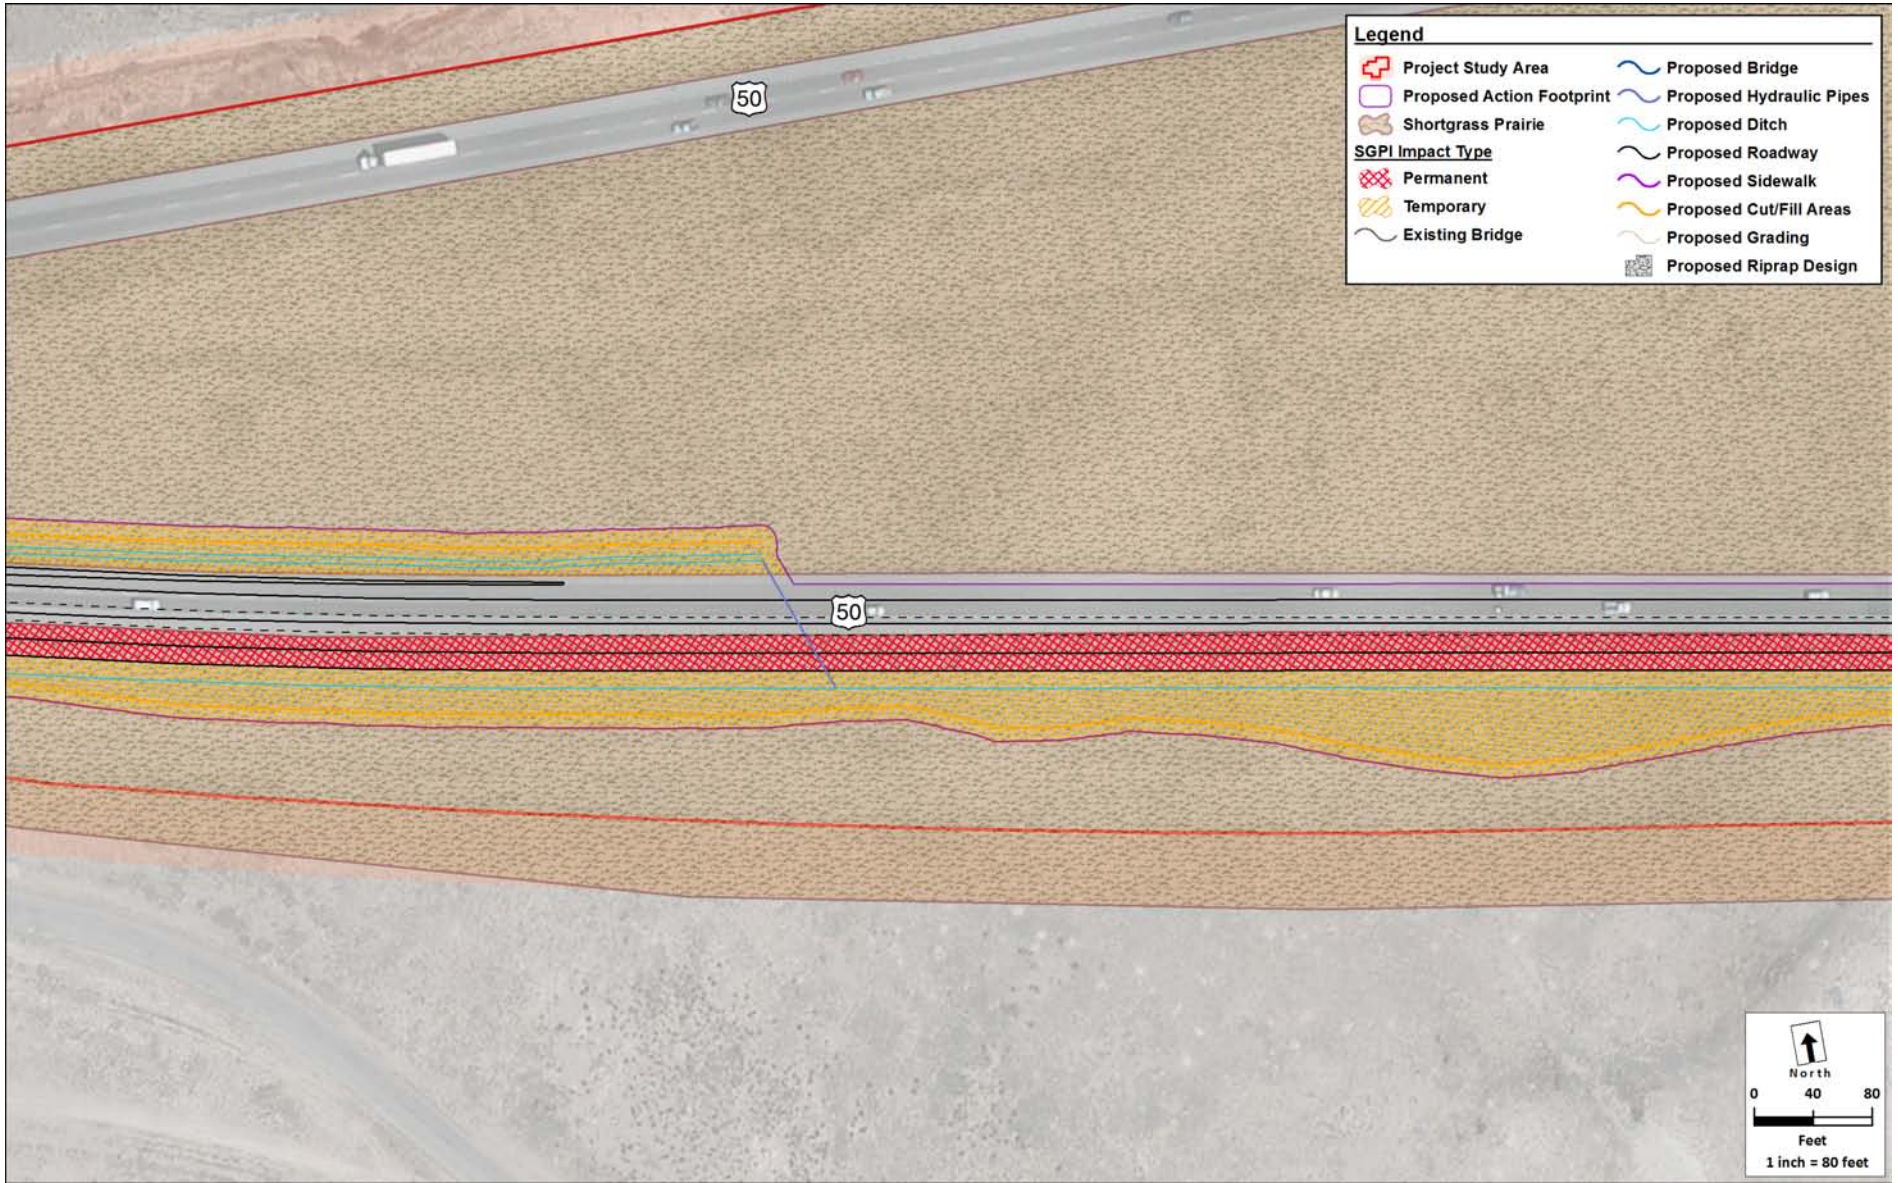 50
50
Legend
Project Study Area
Proposed Action Footprint
Shortgrass Prairie
SGPI Impact Type
Permanent
Temporary
Existing Bridge
Proposed Bridge
Proposed Hydraulic Pipes
Proposed Ditch
Proposed Roadway
Proposed Sidewalk
Proposed Cut/Fill Areas
Proposed Grading
Proposed Riprap Design
North
0 40 80
Feet
1 inch = 80 feet